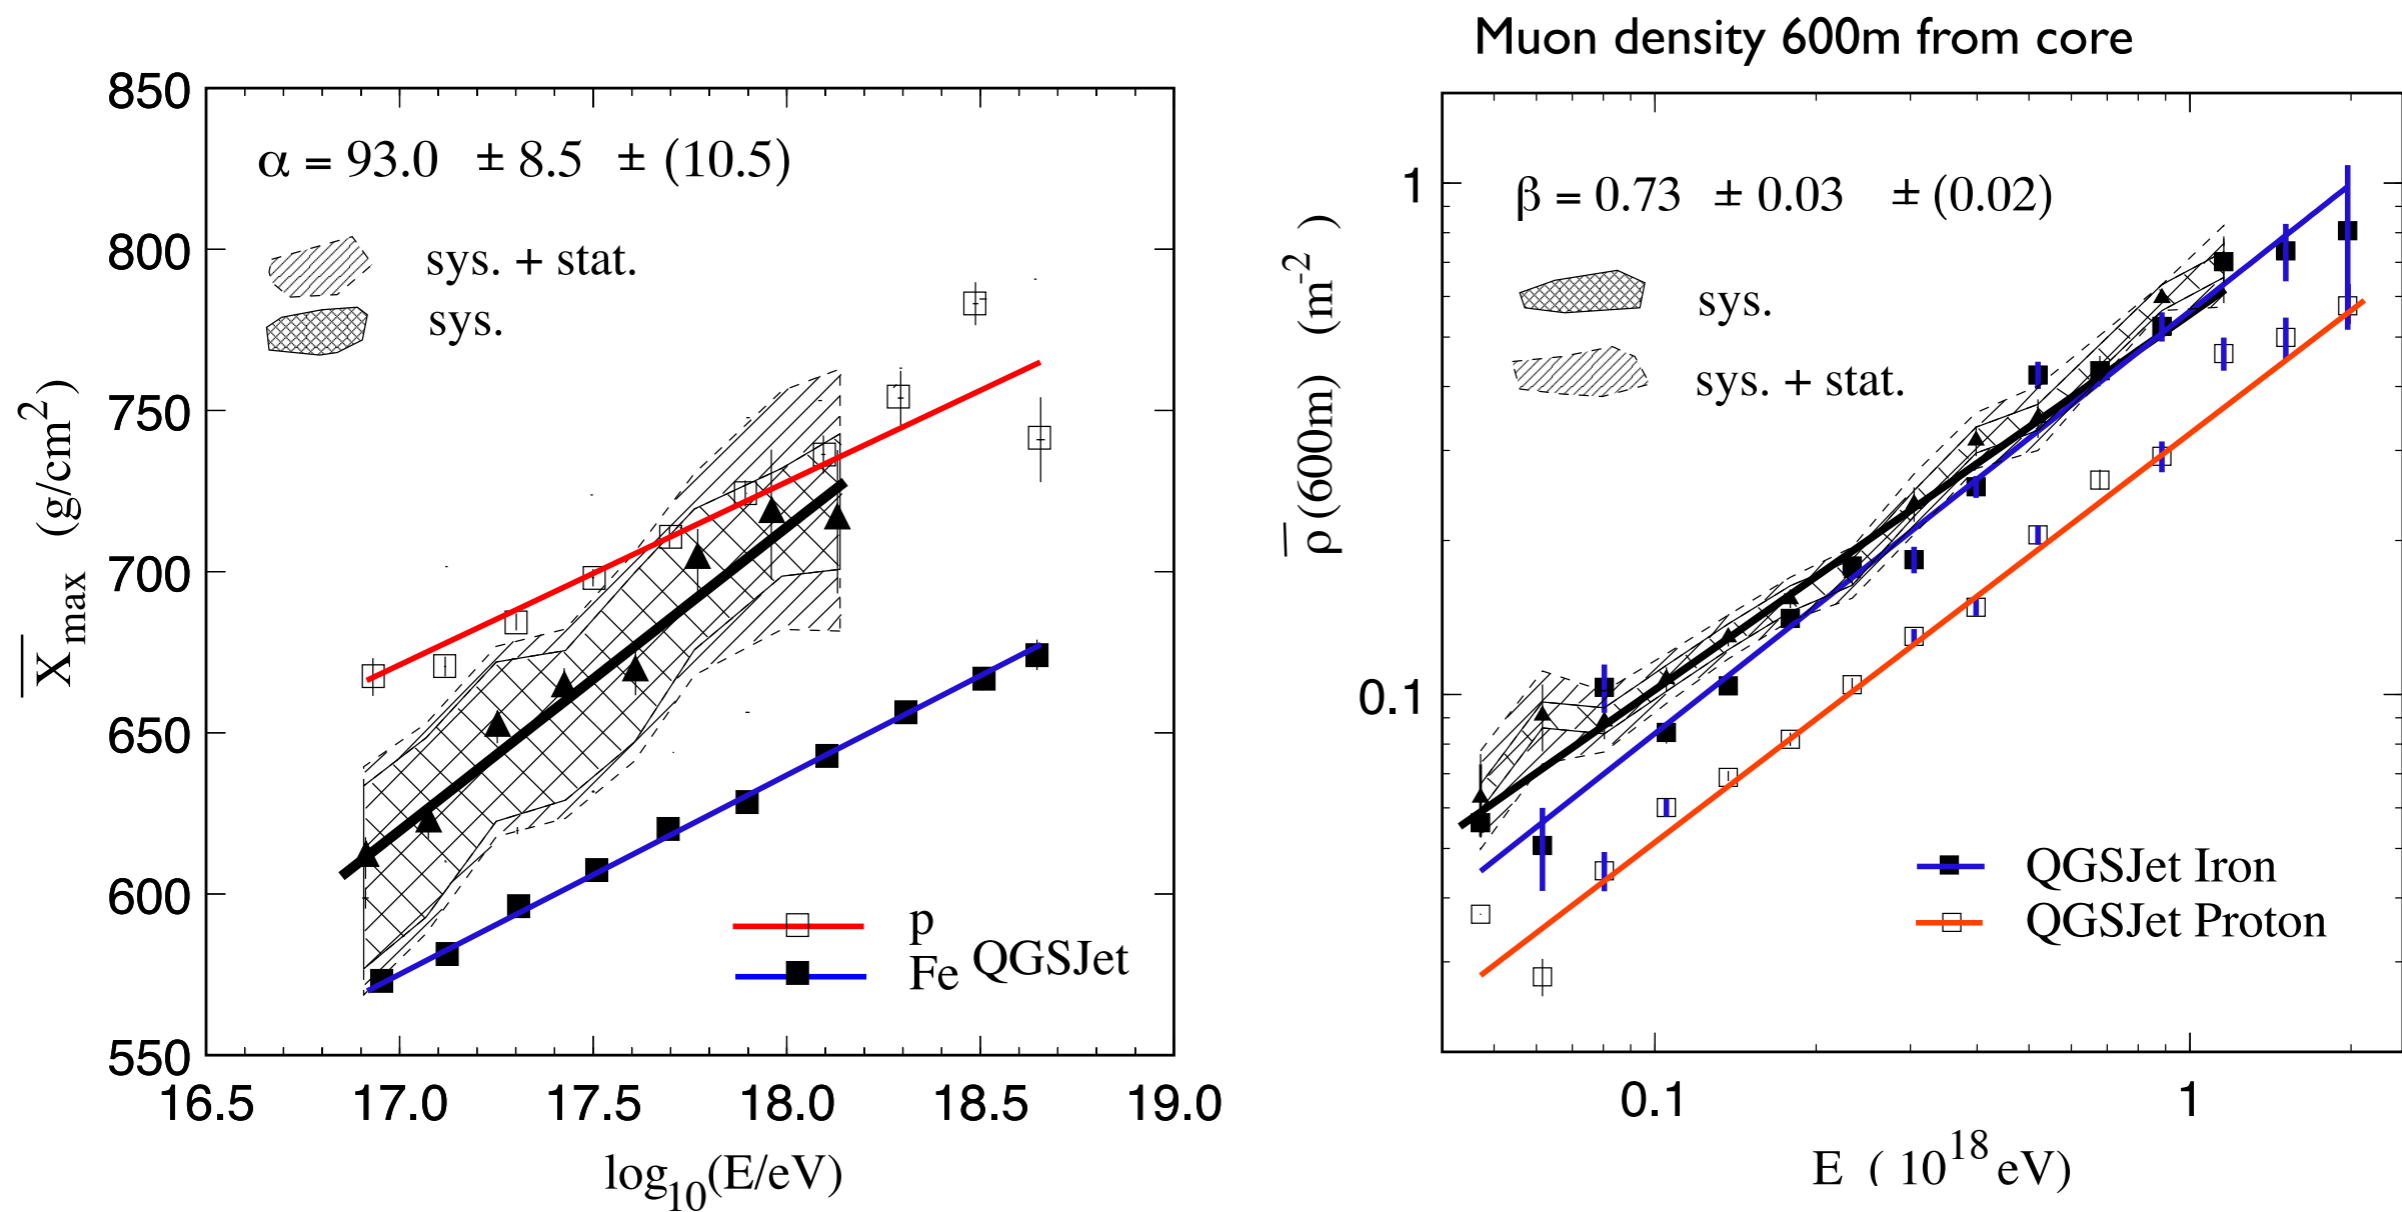 Muon density 600m from core
850
800
750
700
650
600
550
α = 93.0 ± 8.5 ± (10.5)
sys. + stat.
sys.
X̅max (g/cm²)
p
Fe QGSJet
16.5 17.0 17.5 18.0 18.5 19.0
log₁₀(E/eV)
1
0.1
β = 0.73 ± 0.03 ± (0.02)
sys.
sys. + stat.
ρ̅(600m) (m⁻²)
QGSJet Iron
QGSJet Proton
0.1 1
E ( 10¹⁸ eV)